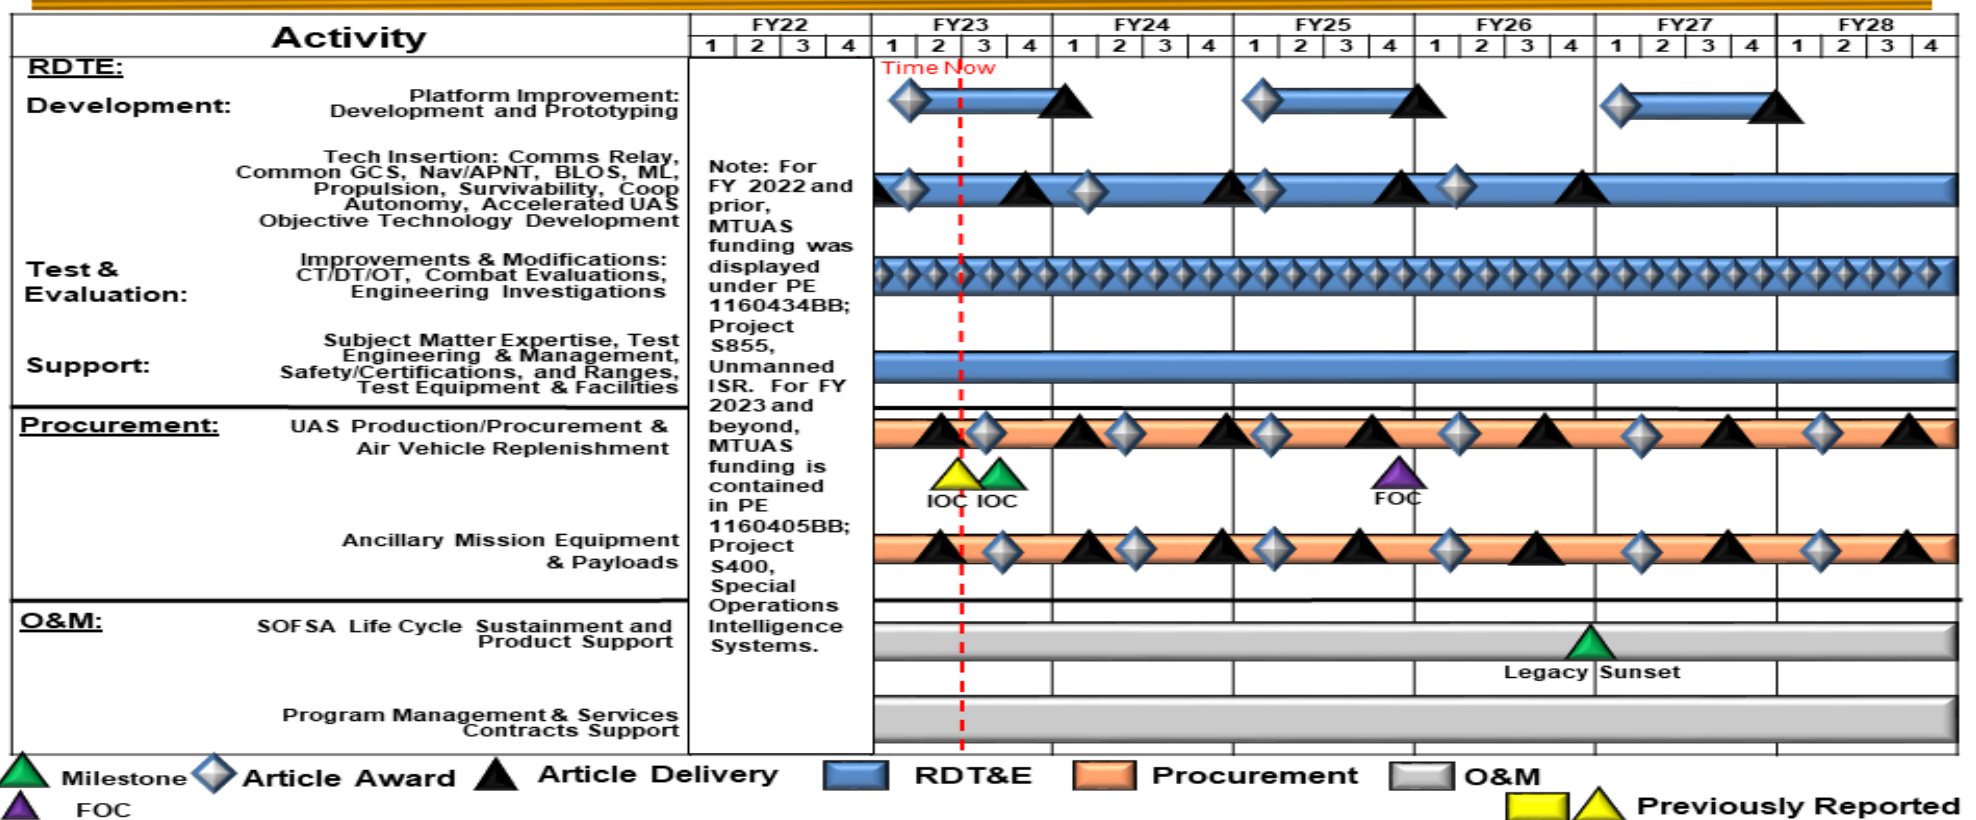 Activity
FY22 FY23 FY24 FY25 FY26 FY27 FY28
1 2 3 4 1 2 3 4 1 2 3 4 1 2 3 4 1 2 3 4 1 2 3 4 1 2 3 4
RDTE:
Time Now
Development:
Platform Improvement:
Development and Prototyping
Tech Insertion: Comms Relay,
Common GCS, Nav/APNT, BLOS, ML,
Propulsion, Survivability, Coop
Autonomy, Accelerated UAS
Objective Technology Development
Test &
Evaluation:
Improvements & Modifications:
CT/DT/OT, Combat Evaluations,
Engineering Investigations
Support:
Subject Matter Expertise, Test
Engineering & Management,
Safety/Certifications, and Ranges,
Test Equipment & Facilities
Note: For
FY 2022 and
prior,
MTUAS
funding was
displayed
under PE
1160434BB;
Project
S855,
Unmanned
ISR. For FY
2023 and
beyond,
MTUAS
funding is
contained
in PE
1160405BB;
Project
S400,
Special
Operations
Intelligence
Systems.
Procurement:
UAS Production/Procurement &
Air Vehicle Replenishment
IOC IOC
FOC
Ancillary Mission Equipment
& Payloads
O&M:
SOFSA Life Cycle Sustainment and
Product Support
Legacy Sunset
Program Management & Services
Contracts Support
Milestone Article Award Article Delivery RDT&E Procurement O&M
FOC Previously Reported